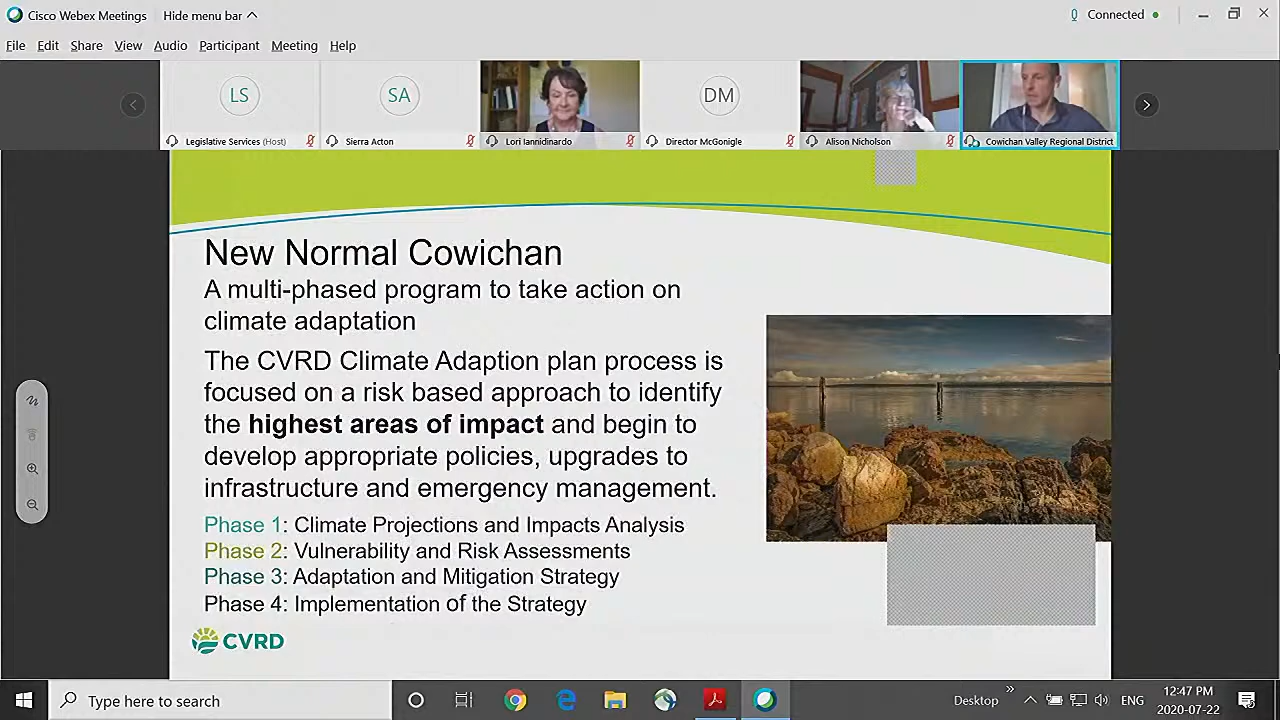 Cisco Webex Meetings
Hide menu bar
Connected
File Edit Share View Audio Participant Meeting Help
LS
SA
DM
Legislative Services (Host)
Sierra Acton
Lori Iannidinardo
Director McGonigle
Alison Nicholson
Cowichan Valley Regional District
New Normal Cowichan
A multi-phased program to take action on
climate adaptation
The CVRD Climate Adaption plan process is
focused on a risk based approach to identify
the highest areas of impact and begin to
develop appropriate policies, upgrades to
infrastructure and emergency management.
Phase 1: Climate Projections and Impacts Analysis
Phase 2: Vulnerability and Risk Assessments
Phase 3: Adaptation and Mitigation Strategy
Phase 4: Implementation of the Strategy
CVRD
Type here to search
Desktop
ENG
12:47 PM
2020-07-22